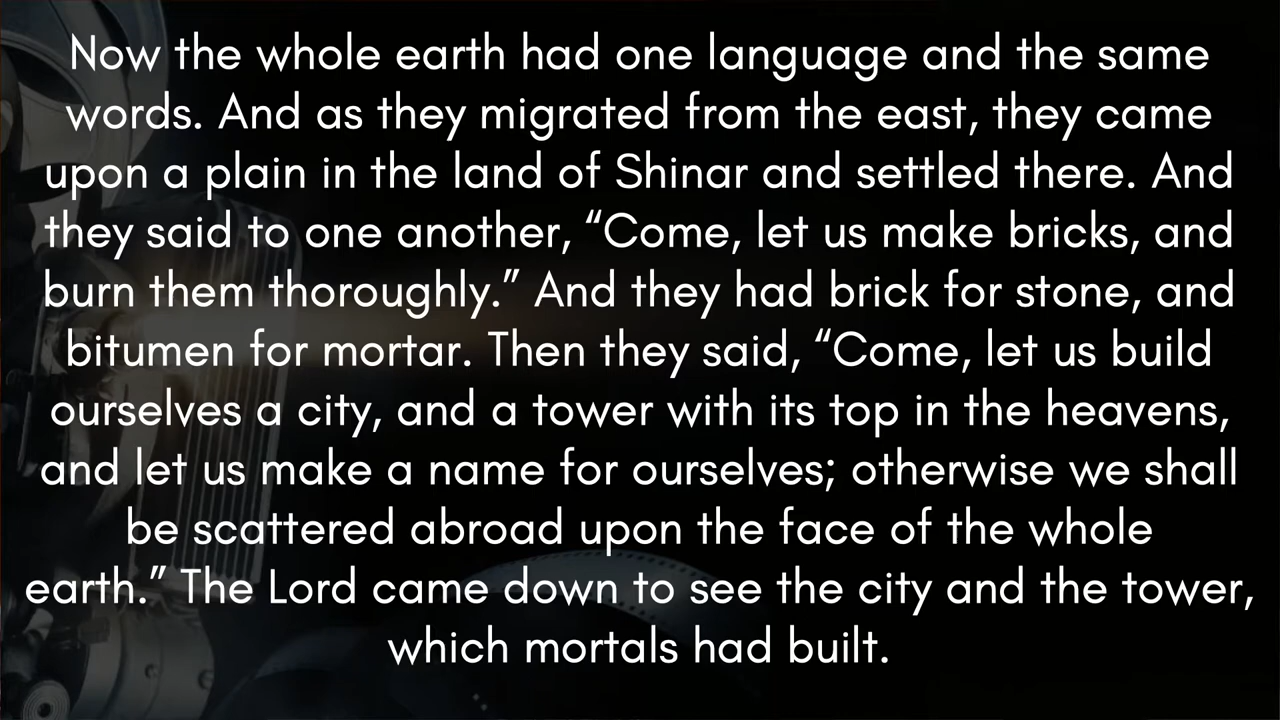 Now the whole earth had one language and the same
words. And as they migrated from the east, they came
upon a plain in the land of Shinar and settled there. And
they said to one another, “Come, let us make bricks, and
burn them thoroughly.” And they had brick for stone, and
bitumen for mortar. Then they said, “Come, let us build
ourselves a city, and a tower with its top in the heavens,
and let us make a name for ourselves; otherwise we shall
be scattered abroad upon the face of the whole
earth.” The Lord came down to see the city and the tower,
which mortals had built.